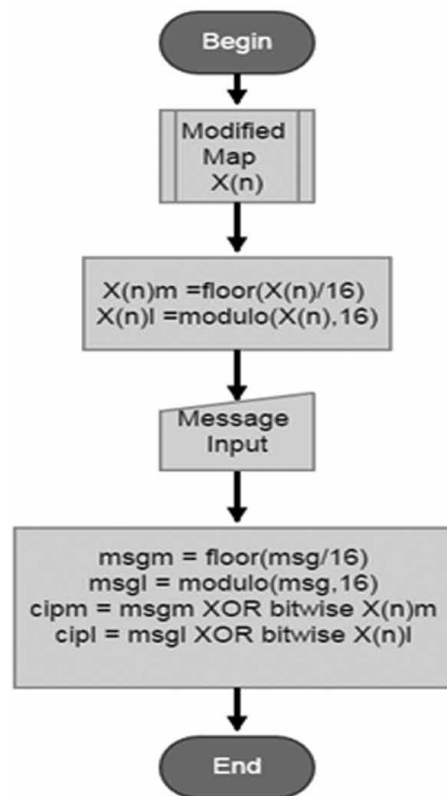 Begin
Modified
Map
X(n)
X(n)m =floor(X(n)/16)
X(n)l =modulo(X(n),16)
Message
Input
msgm = floor(msg/16)
msgl = modulo(msg,16)
cipm = msgm XOR bitwise X(n)m
cipl = msgl XOR bitwise X(n)l
End